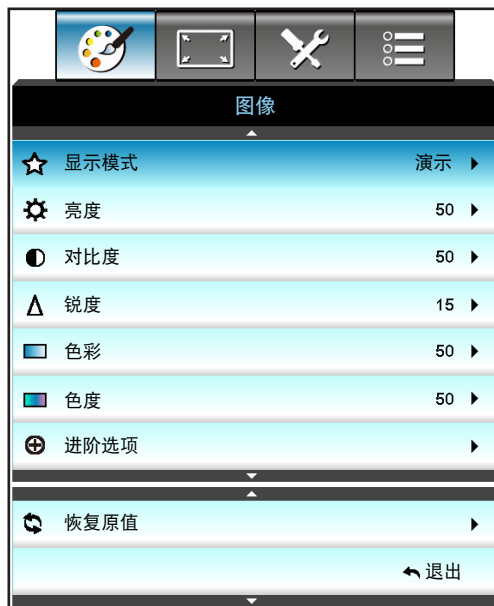 图像
显示模式 演示
亮度 50
对比度 50
锐度 15
色彩 50
色度 50
进阶选项
恢复原值
退出